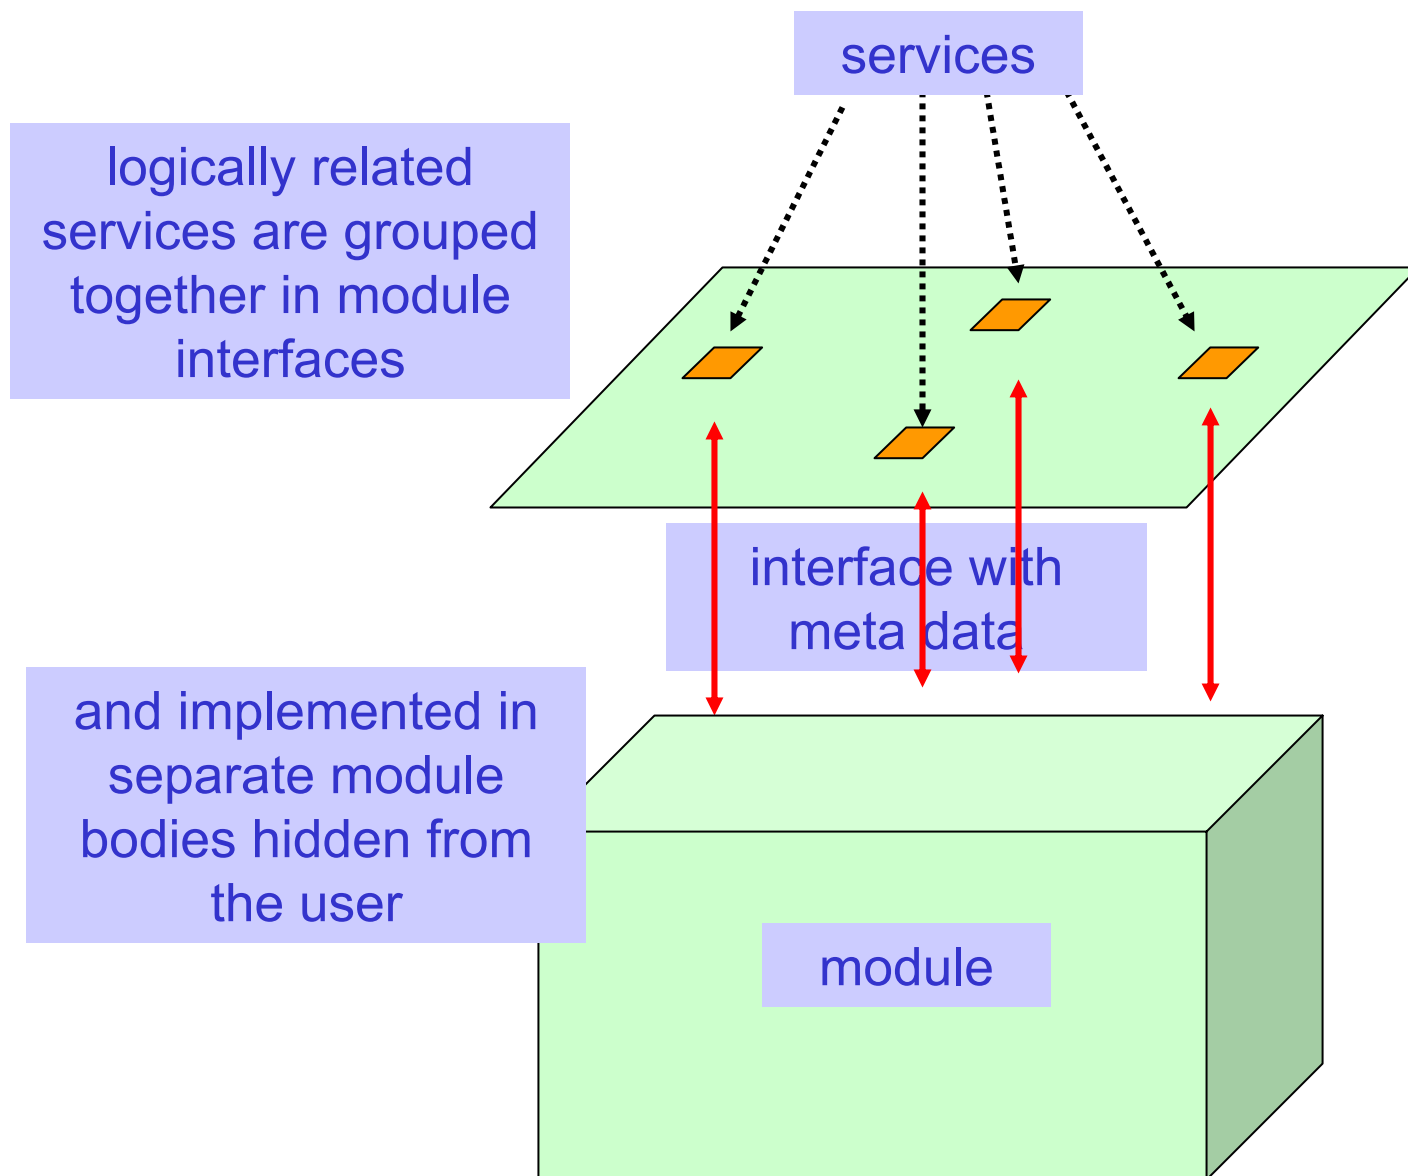 services
logically related
services are grouped
together in module
interfaces
interface with
meta data
and implemented in
separate module
bodies hidden from
the user
module